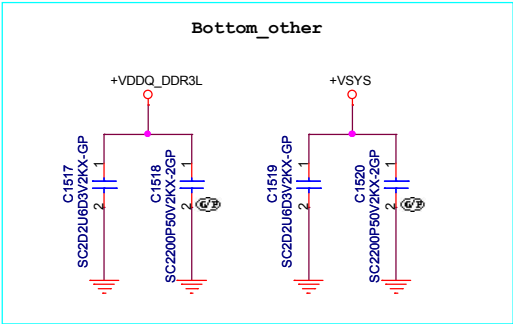 Bottom_other
+VDDQ_DDR3L
+VSYS
C1517
SC2D2U6D3V2KX-GP
1
2
C1518
SC2200P50V2KX-2GP
1
2
G/P
C1519
SC2D2U6D3V2KX-GP
1
2
C1520
SC2200P50V2KX-2GP
1
2
G/P